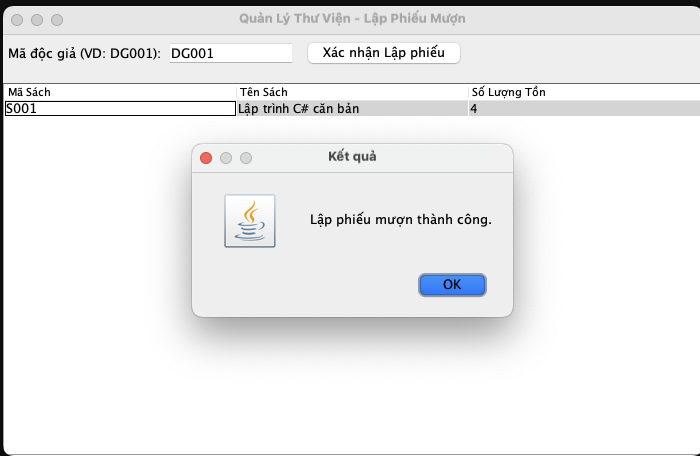 Quản Lý Thư Viện - Lập Phiếu Mượn
Mã độc giả (VD: DG001): DG001 Xác nhận Lập phiếu
Mã Sách Tên Sách Số Lượng Tồn
S001 Lập trình C# căn bản 4
Kết quả
Lập phiếu mượn thành công.
OK